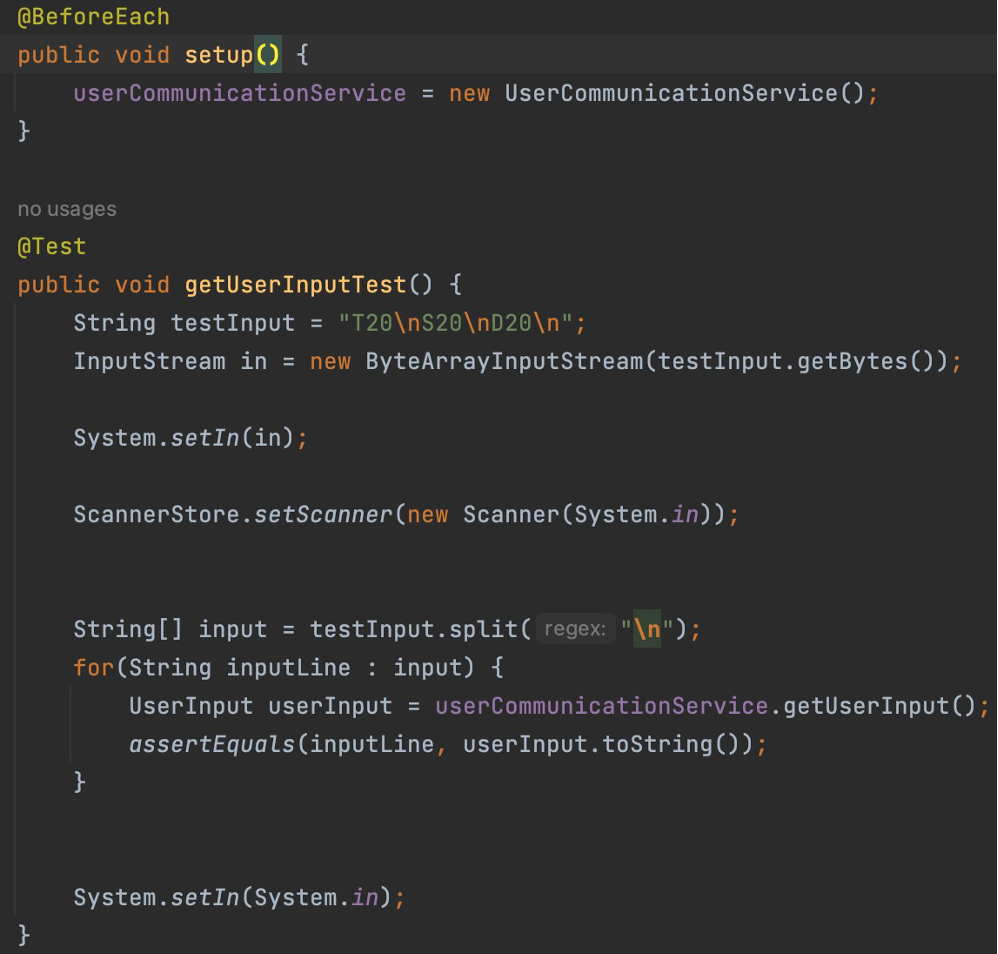 @BeforeEach
public void setup() {
    userCommunicationService = new UserCommunicationService();
}
no usages
@Test
public void getUserInputTest() {
    String testInput = "T20\nS20\nD20\n";
    InputStream in = new ByteArrayInputStream(testInput.getBytes());
    System.setIn(in);
    ScannerStore.setScanner(new Scanner(System.in));
    String[] input = testInput.split( regex: "\n");
    for(String inputLine : input) {
        UserInput userInput = userCommunicationService.getUserInput();
        assertEquals(inputLine, userInput.toString());
    }
    System.setIn(System.in);
}